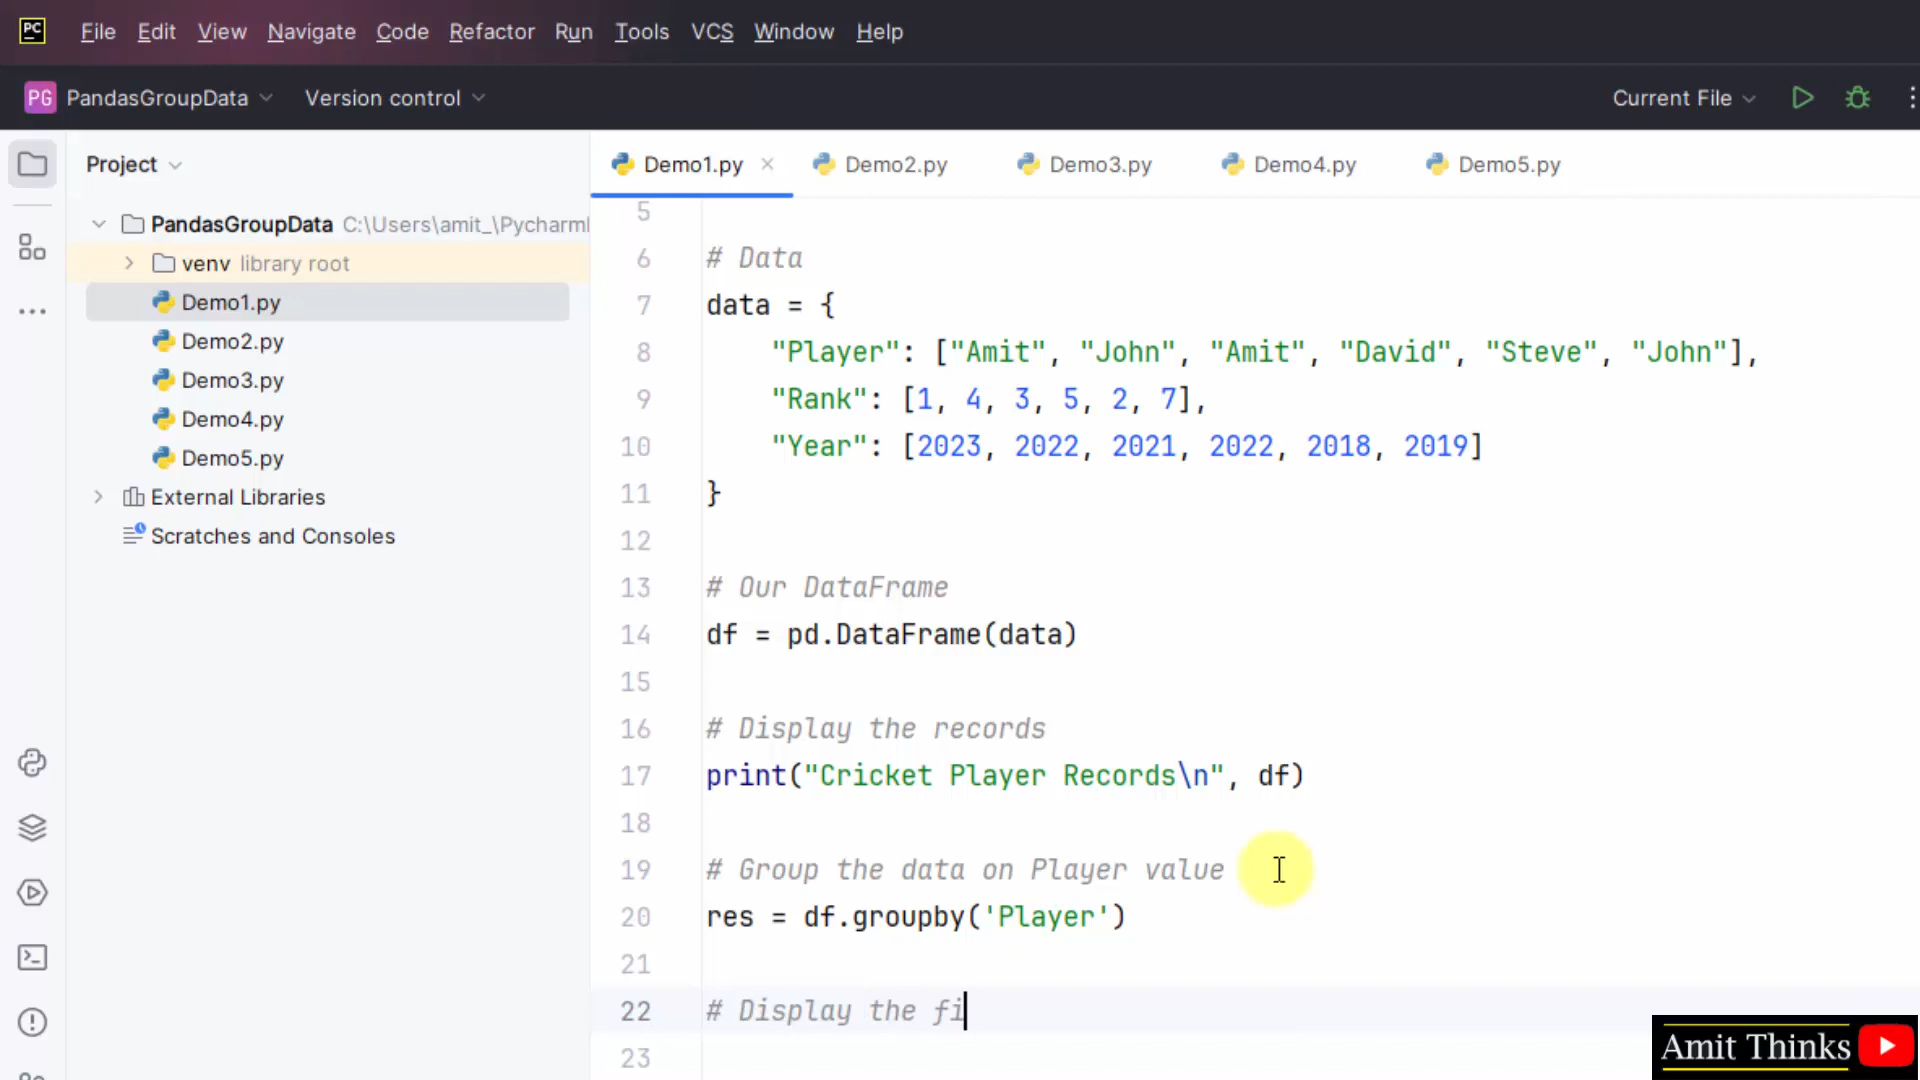 PC File Edit View Navigate Code Refactor Run Tools VCS Window Help
PG PandasGroupData Version control Current File
Project
PandasGroupData C:\Users\amit_\Pycharm
venv library root
Demo1.py
Demo2.py
Demo3.py
Demo4.py
Demo5.py
External Libraries
Scratches and Consoles
Demo1.py Demo2.py Demo3.py Demo4.py Demo5.py
5
6 # Data
7 data = {
8 "Player": ["Amit", "John", "Amit", "David", "Steve", "John"],
9 "Rank": [1, 4, 3, 5, 2, 7],
10 "Year": [2023, 2022, 2021, 2022, 2018, 2019]
11 }
12
13 # Our DataFrame
14 df = pd.DataFrame(data)
15
16 # Display the records
17 print("Cricket Player Records\n", df)
18
19 # Group the data on Player value
20 res = df.groupby('Player')
21
22 # Display the fi
23
Amit Thinks